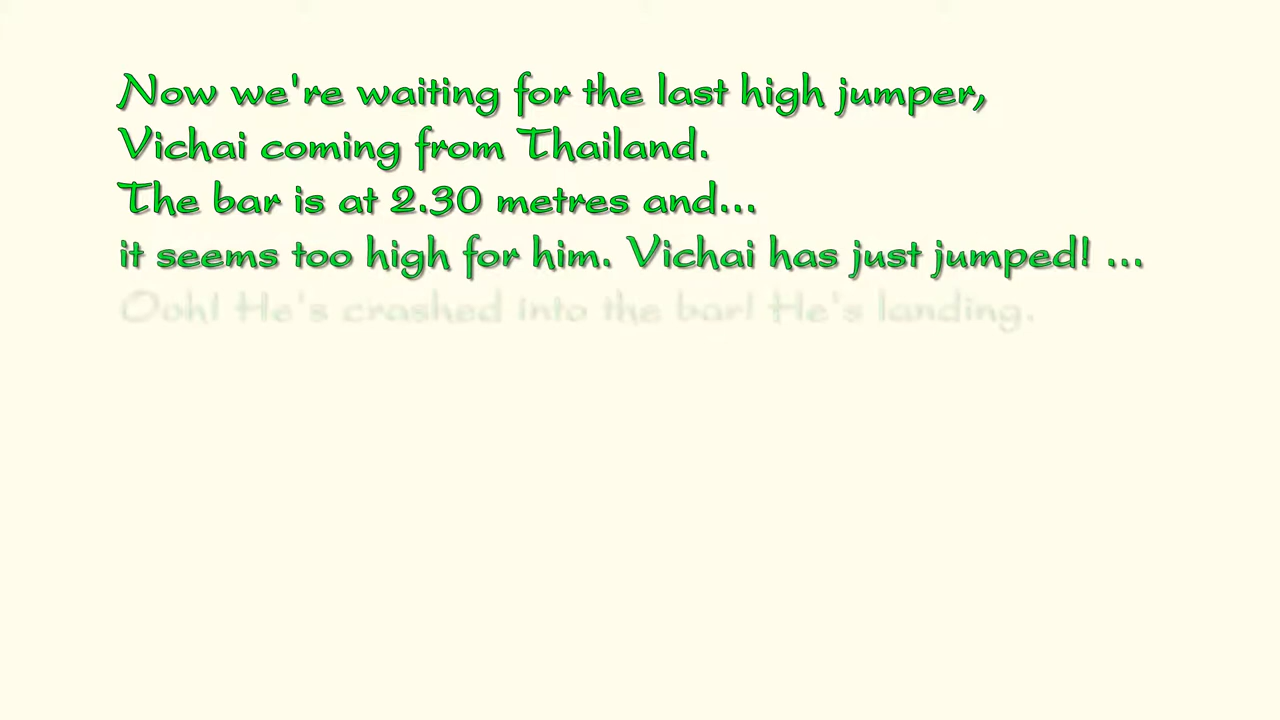 Now we're waiting for the last high jumper,
Vichai coming from Thailand.
The bar is at 2.30 metres and...
it seems too high for him. Vichai has just jumped! ...
Ooh! He's crashed into the bar! He's landing.